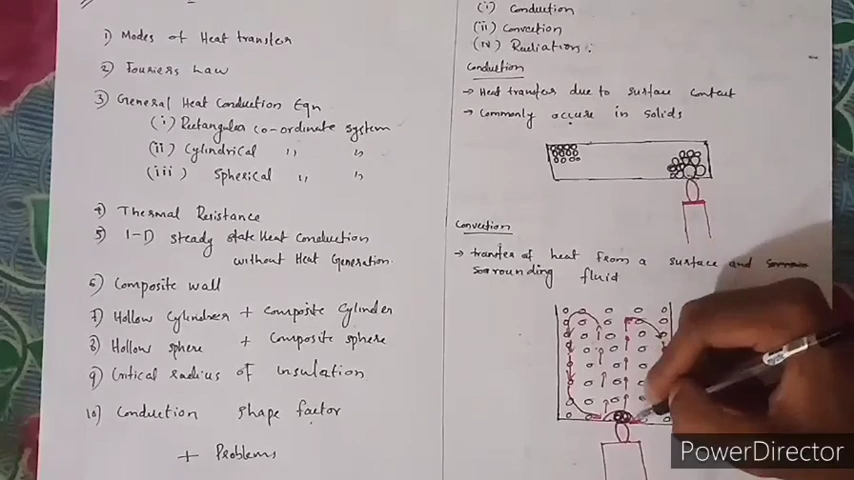 1) Modes of Heat transfer
2) Fouriers Law
3) General Heat Conduction Eqn
(i) Rectangular co-ordinate system
(ii) Cylindrical " "
(iii) Spherical " "
4) Thermal Resistance
5) 1-D steady state Heat Conduction
without Heat Generation.
6) Composite wall
7) Hollow Cylinder + Composite Cylinder
8) Hollow sphere + Composite sphere
9) Critical radius of insulation
10) Conduction shape factor
+ Problems
(i) Conduction
(ii) Convection
(iv) Radiation :
Conduction
→ Heat transfer due to surface contact
→ Commonly occure in solids
Convection
→ transfer of heat from a surface and
sorrounding fluid
PowerDirector